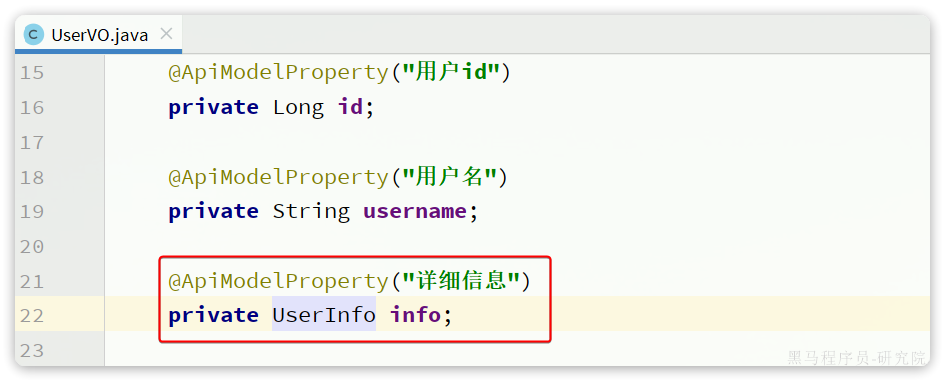 UserVO.java
15 @ApiModelProperty("用户id")
16 private Long id;
17
18 @ApiModelProperty("用户名")
19 private String username;
20
21 @ApiModelProperty("详细信息")
22 private UserInfo info;
23
黑马程序员-研究院